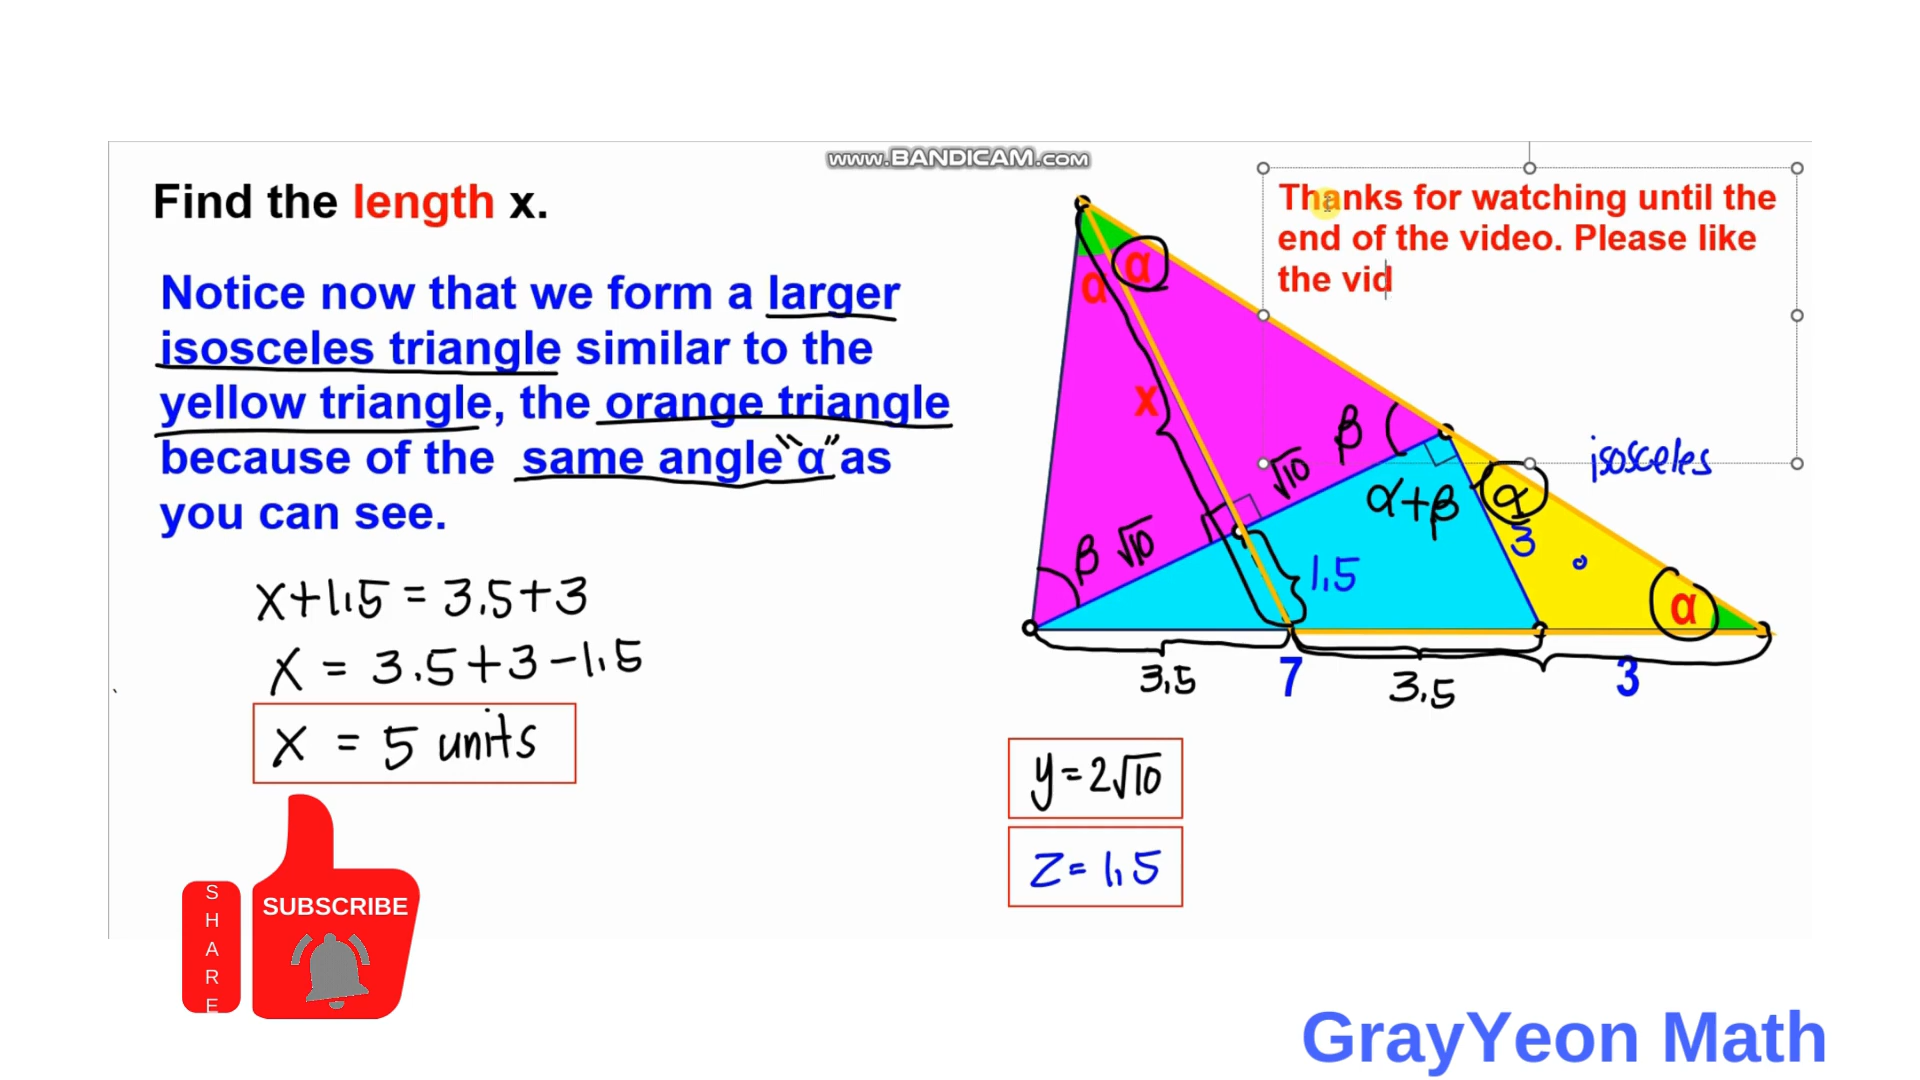 www.BANDICAM.com
Find the length x.
Notice now that we form a larger
isosceles triangle similar to the
yellow triangle, the orange triangle
because of the same angle "α" as
you can see.
x+1.5 = 3.5+3
x = 3.5+3-1.5
x = 5 units
Thanks for watching until the
end of the video. Please like
the vid
α
α
x
β
√10
isosceles
α+β
α
3
β √10
1.5
α
3.5
7
3.5
3
y=2√10
z=1.5
SHARE
SUBSCRIBE
GrayYeon Math